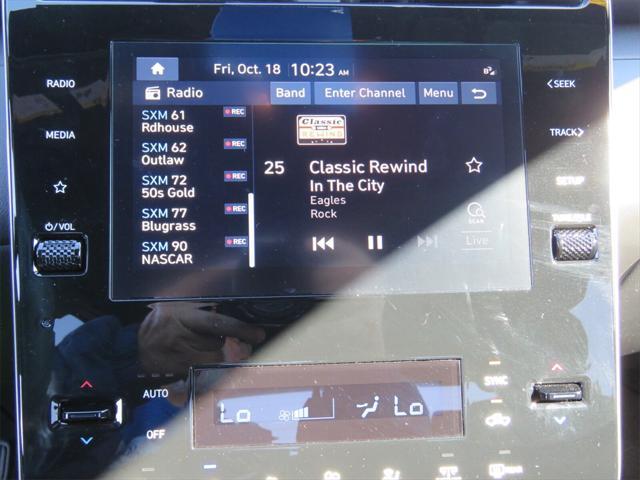 Fri, Oct. 18 10:23 AM
Radio
Band
Enter Channel
Menu
SXM 61 REC
Rdhouse
SXM 62 REC
Outlaw
SXM 72 REC
50s Gold
SXM 77 REC
Blugrass
SXM 90 REC
NASCAR
Classic
REWIND
25 Classic Rewind
In The City
Eagles
Rock
SCAN
Live
RADIO
MEDIA
/VOL
< SEEK
TRACK >
SETUP
AUTO
OFF
Lo
Lo
SYNC